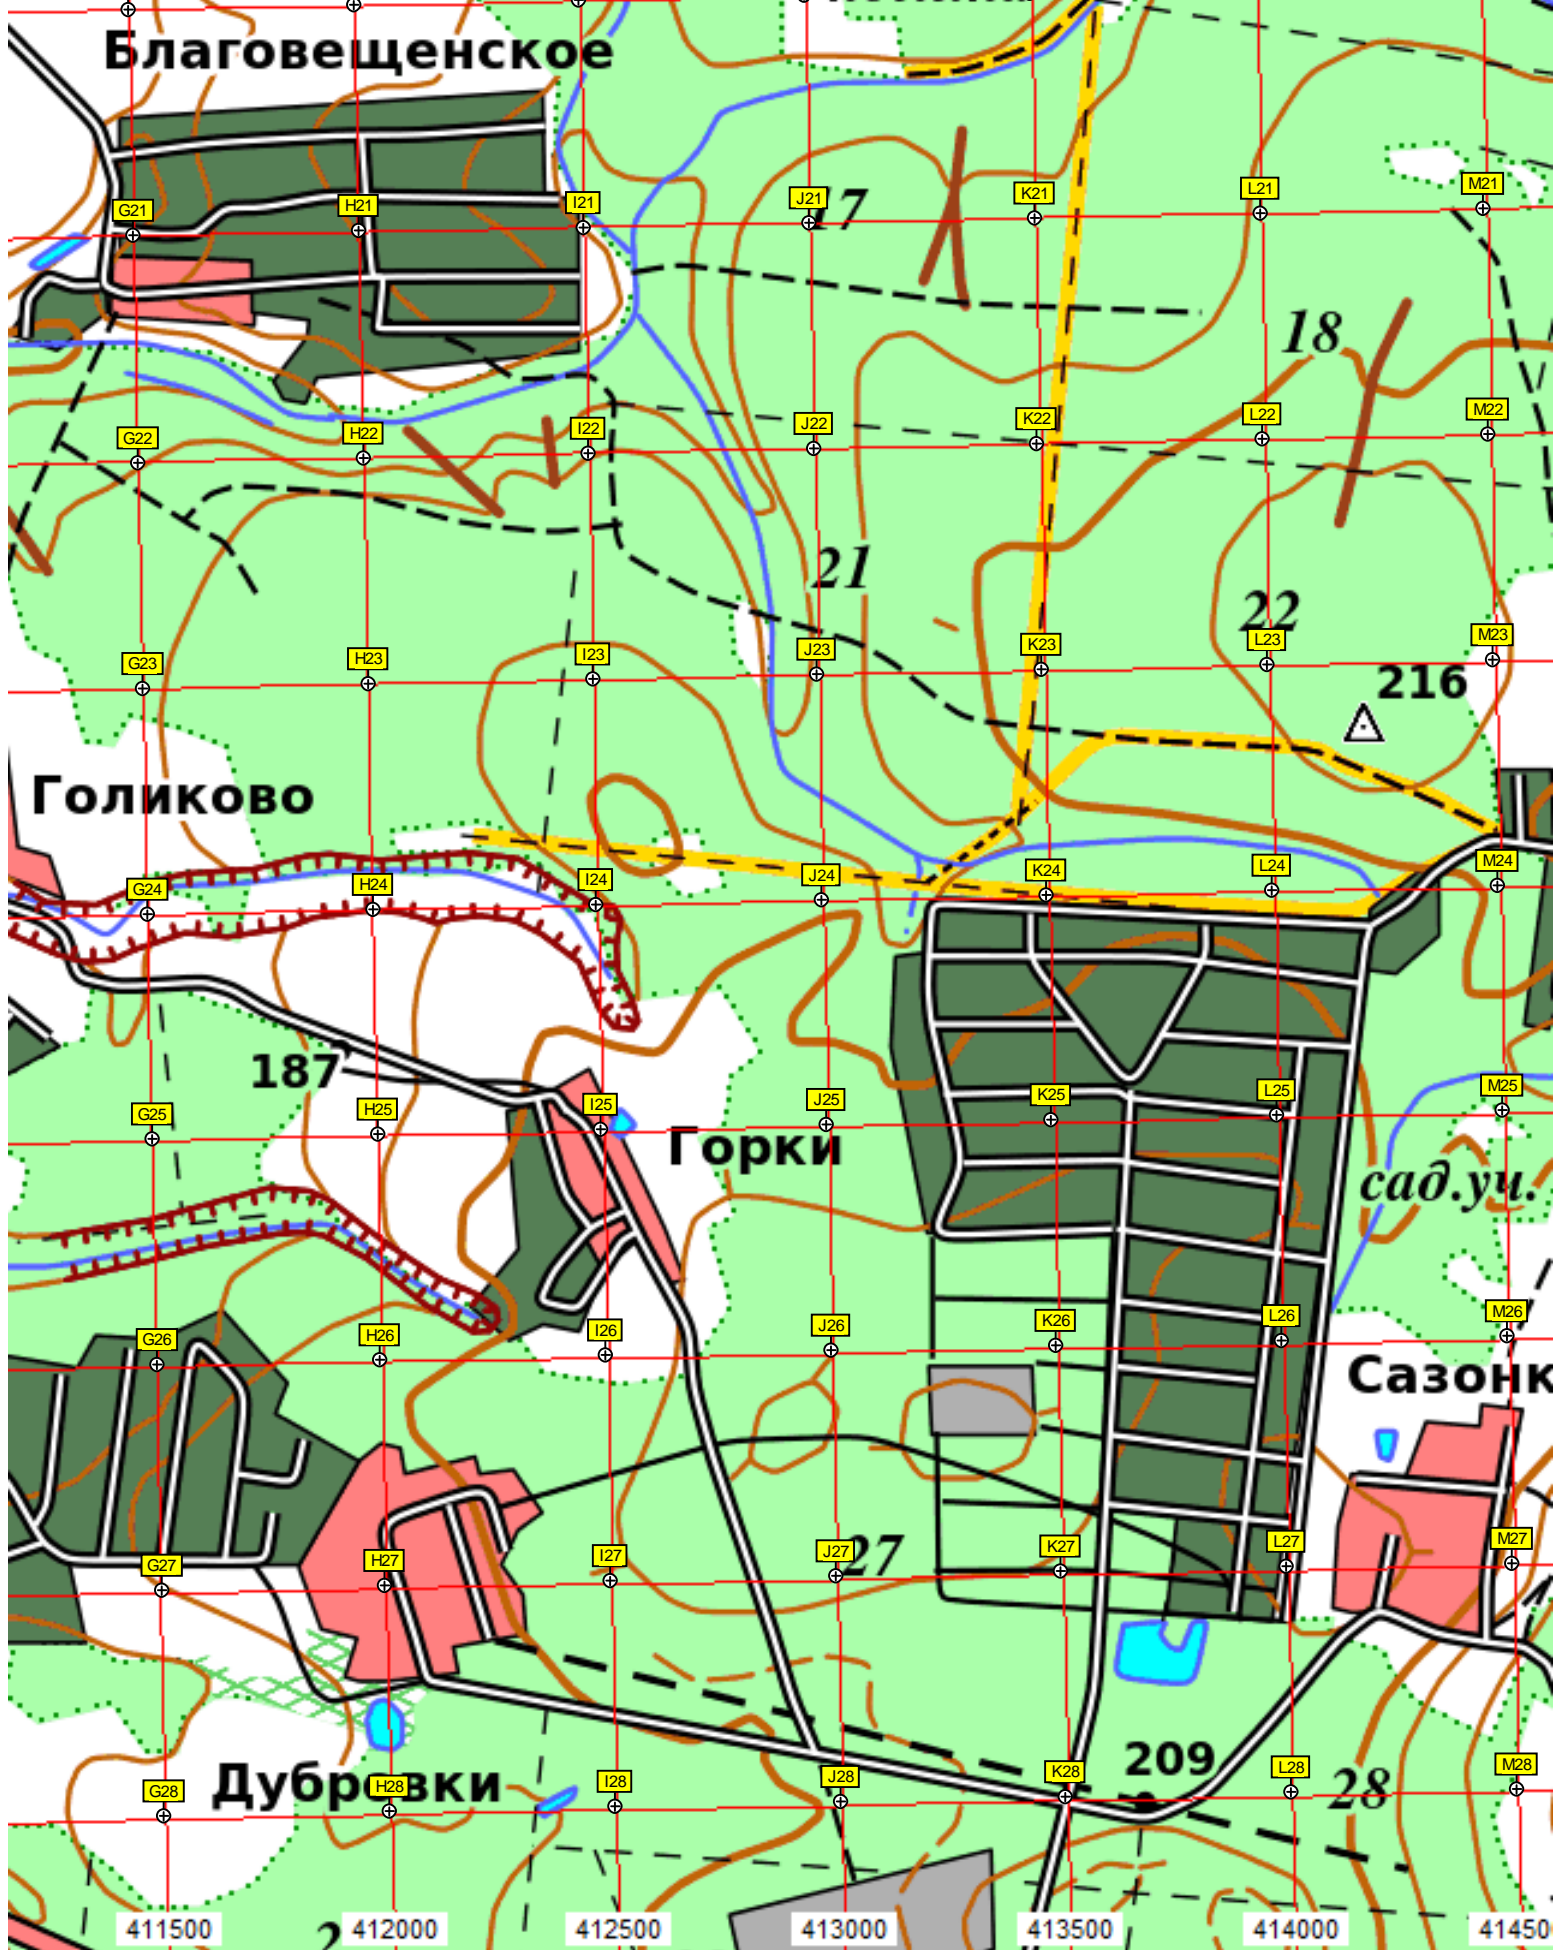 Благовещенское
G21 H21 I21 J21 K21 L21 M21
17
18
G22 H22 I22 J22 K22 L22 M22
21
22
G23 H23 I23 J23 K23 L23 M23
216
Голиково
G24 H24 I24 J24 K24 L24 M24
187
G25 H25 I25 J25 K25 L25 M25
Горки
сад.уч.
G26 H26 I26 J26 K26 L26 M26
Сазонк
G27 H27 I27 J27 K27 L27 M27
27
209
Дубровки
G28 H28 I28 J28 K28 L28 M28
28
2
411500 412000 412500 413000 413500 414000 41450